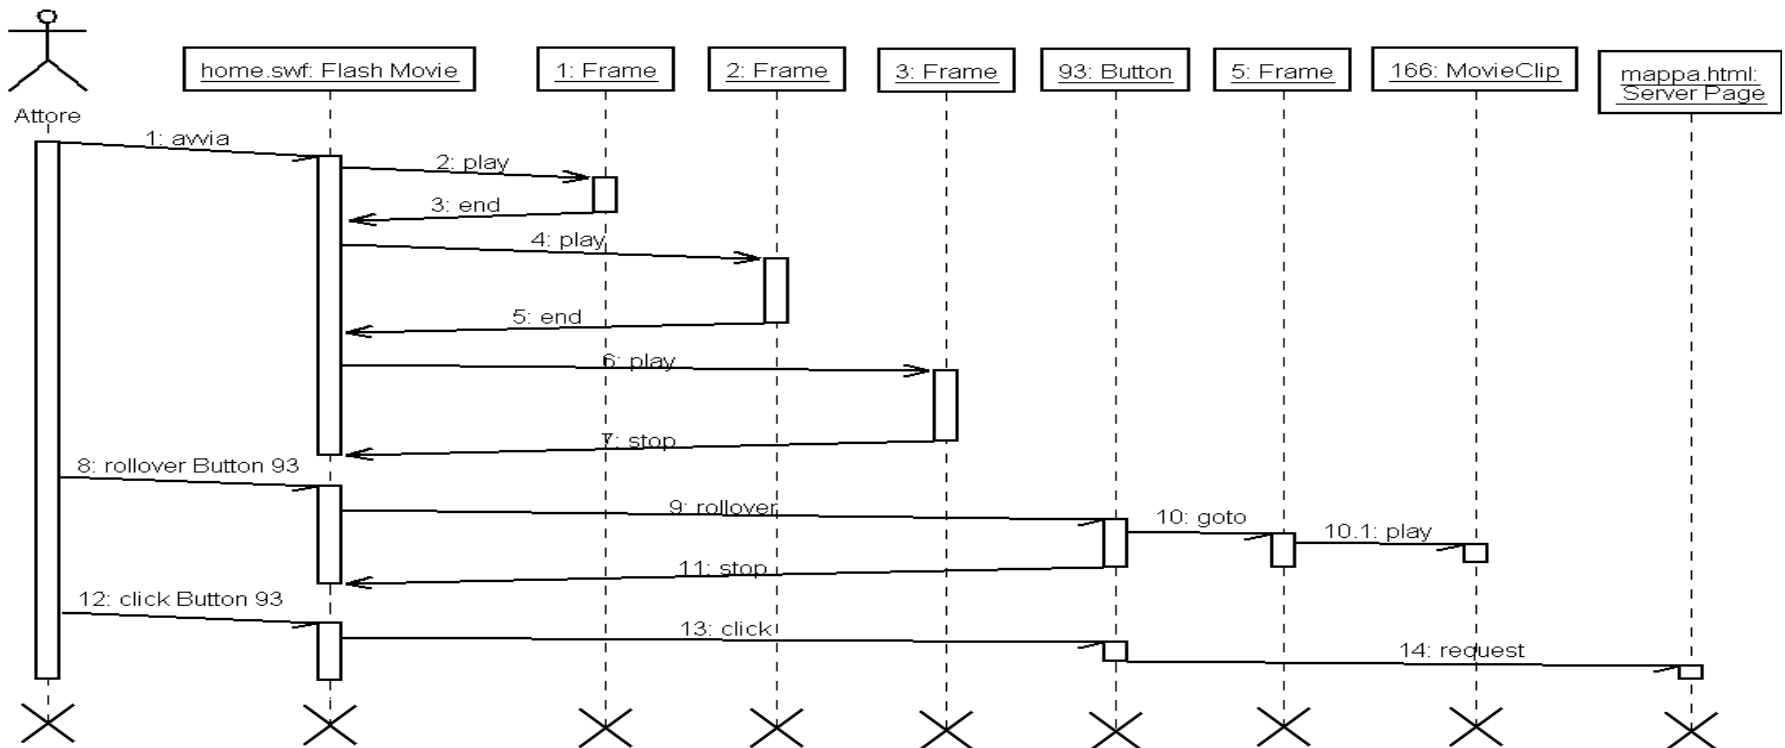 home.swf: Flash Movie
1: Frame
2: Frame
3: Frame
93: Button
5: Frame
166: MovieClip
mappa.html:
Server Page
Attore
1: avvia
2: play
3: end
4: play
5: end
6: play
7: stop
8: rollover Button 93
9: rollover
10: goto
10.1: play
11: stop
12: click Button 93
13: click
14: request